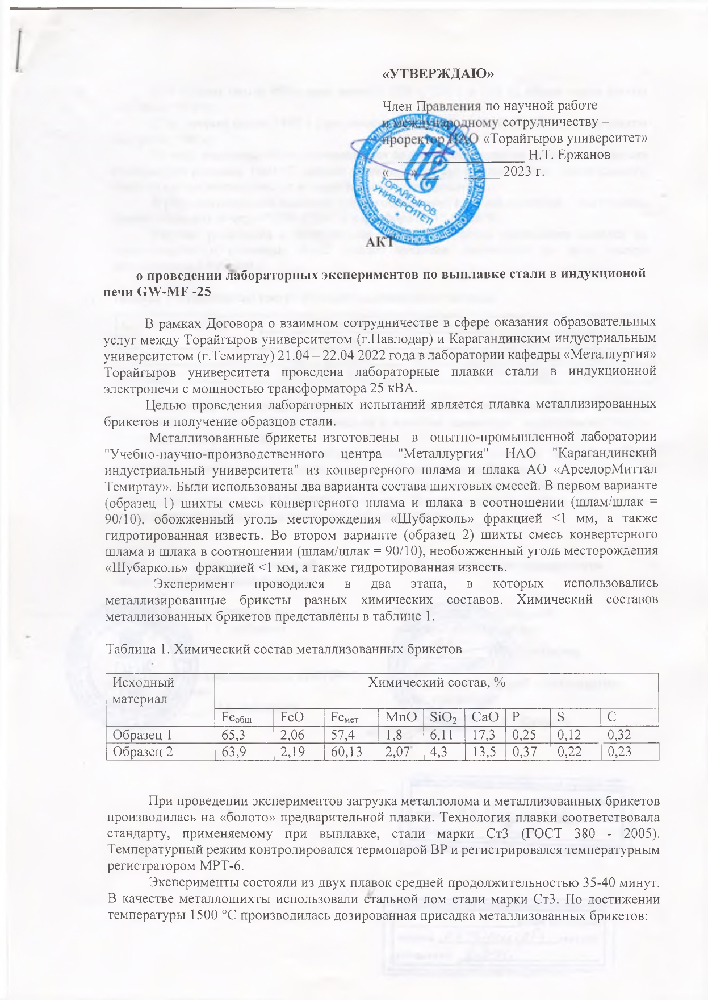 «УТВЕРЖДАЮ»
Член Правления по научной работе
и международному сотрудничеству –
проректор НАО «Торайгыров университет»
____________________ Н.Т. Ержанов
«___» ___________ 2023 г.
ТОРАЙҒЫРОВ
УНИВЕРСИТЕТІ
КОММЕРЧЕСКОЕ АКЦИОНЕРНОЕ ОБЩЕСТВО
АКТ
о проведении лабораторных экспериментов по выплавке стали в индукционой
печи GW-MF -25
В рамках Договора о взаимном сотрудничестве в сфере оказания образовательных
услуг между Торайгыров университетом (г.Павлодар) и Карагандинским индустриальным
университетом (г.Темиртау) 21.04 – 22.04 2022 года в лаборатории кафедры «Металлургия»
Торайгыров университета проведена лабораторные плавки стали в индукционной
электропечи с мощностью трансформатора 25 кВА.
Целью проведения лабораторных испытаний является плавка металлизированных
брикетов и получение образцов стали.
Металлизованные брикеты изготовлены в опытно-промышленной лаборатории
"Учебно-научно-производственного центра "Металлургия" НАО "Карагандинский
индустриальный университета" из конвертерного шлама и шлака АО «АрселорМиттал
Темиртау». Были использованы два варианта состава шихтовых смесей. В первом варианте
(образец 1) шихты смесь конвертерного шлама и шлака в соотношении (шлам/шлак =
90/10), обожженный уголь месторождения «Шубарколь» фракцией <1 мм, а также
гидротированная известь. Во втором варианте (образец 2) шихты смесь конвертерного
шлама и шлака в соотношении (шлам/шлак = 90/10), необожженный уголь месторождения
«Шубарколь» фракцией <1 мм, а также гидротированная известь.
Эксперимент проводился в два этапа, в которых использовались
металлизированные брикеты разных химических составов. Химический составов
металлизованных брикетов представлены в таблице 1.
Таблица 1. Химический состав металлизованных брикетов
Исходный материал Химический состав, %
Feобщ FeO Feмет MnO SiO2 CaO P S C
Образец 1 65,3 2,06 57,4 1,8 6,11 17,3 0,25 0,12 0,32
Образец 2 63,9 2,19 60,13 2,07 4,3 13,5 0,37 0,22 0,23
При проведении экспериментов загрузка металлолома и металлизованных брикетов
производилась на «болото» предварительной плавки. Технология плавки соответствовала
стандарту, применяемому при выплавке, стали марки Ст3 (ГОСТ 380 - 2005).
Температурный режим контролировался термопарой ВР и регистрировался температурным
регистратором МРТ-6.
Эксперименты состояли из двух плавок средней продолжительностью 35-40 минут.
В качестве металлошихты использовали стальной лом стали марки Ст3. По достижении
температуры 1500 °С производилась дозированная присадка металлизованных брикетов: